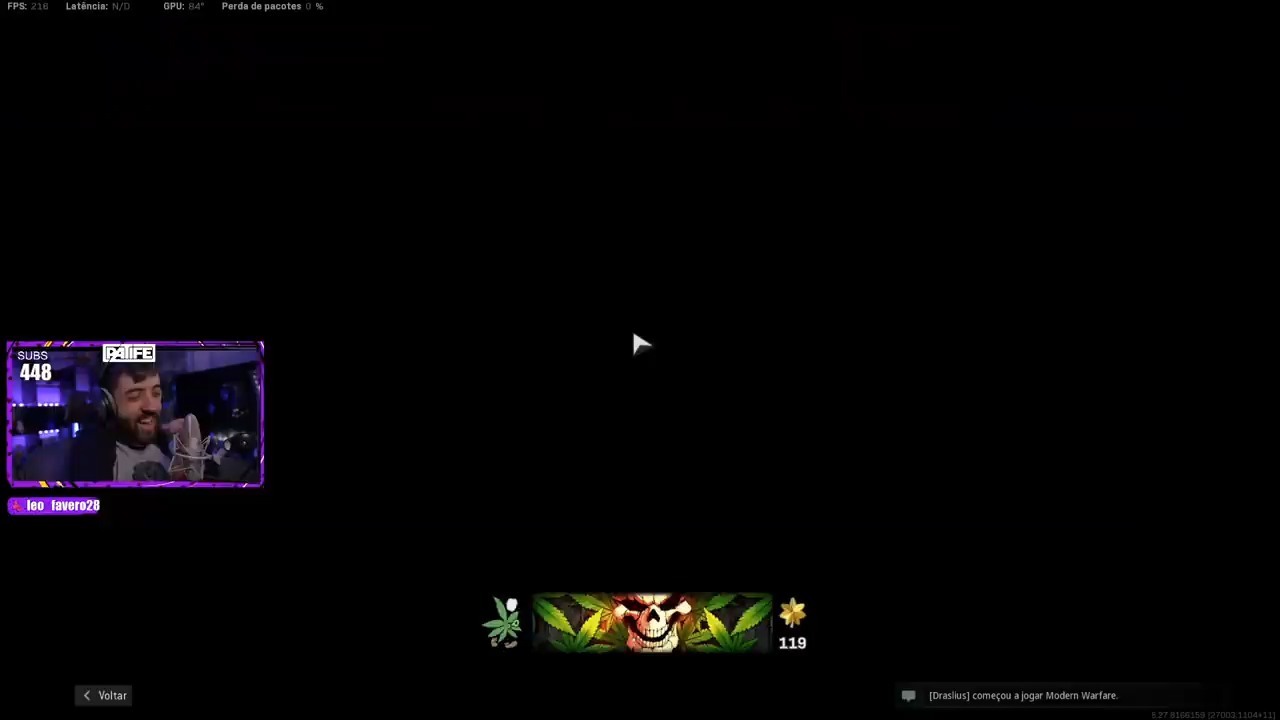 FPS: 216 Latência: N/D GPU: 84° Perda de pacotes 0 %
SUBS
448
PATIFE
leo_favero28
119
Voltar
[Draslius] começou a jogar Modern Warfare.